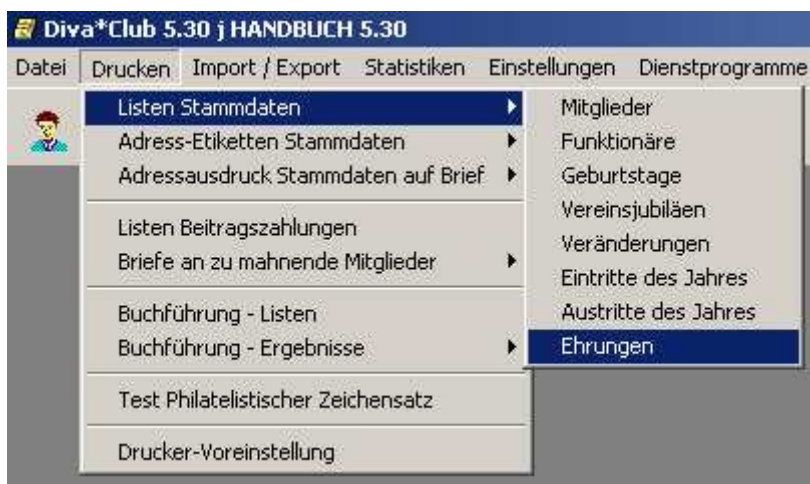 Diva*Club 5.30 j HANDBUCH 5.30
Datei Drucken Import / Export Statistiken Einstellungen Dienstprogramme
Listen Stammdaten
Adress-Etiketten Stammdaten
Adressausdruck Stammdaten auf Brief
Listen Beitragszahlungen
Briefe an zu mahnende Mitglieder
Buchführung - Listen
Buchführung - Ergebnisse
Test Philatelistischer Zeichensatz
Drucker-Voreinstellung
Mitglieder
Funktionäre
Geburtstage
Vereinsjubiläen
Veränderungen
Eintritte des Jahres
Austritte des Jahres
Ehrungen